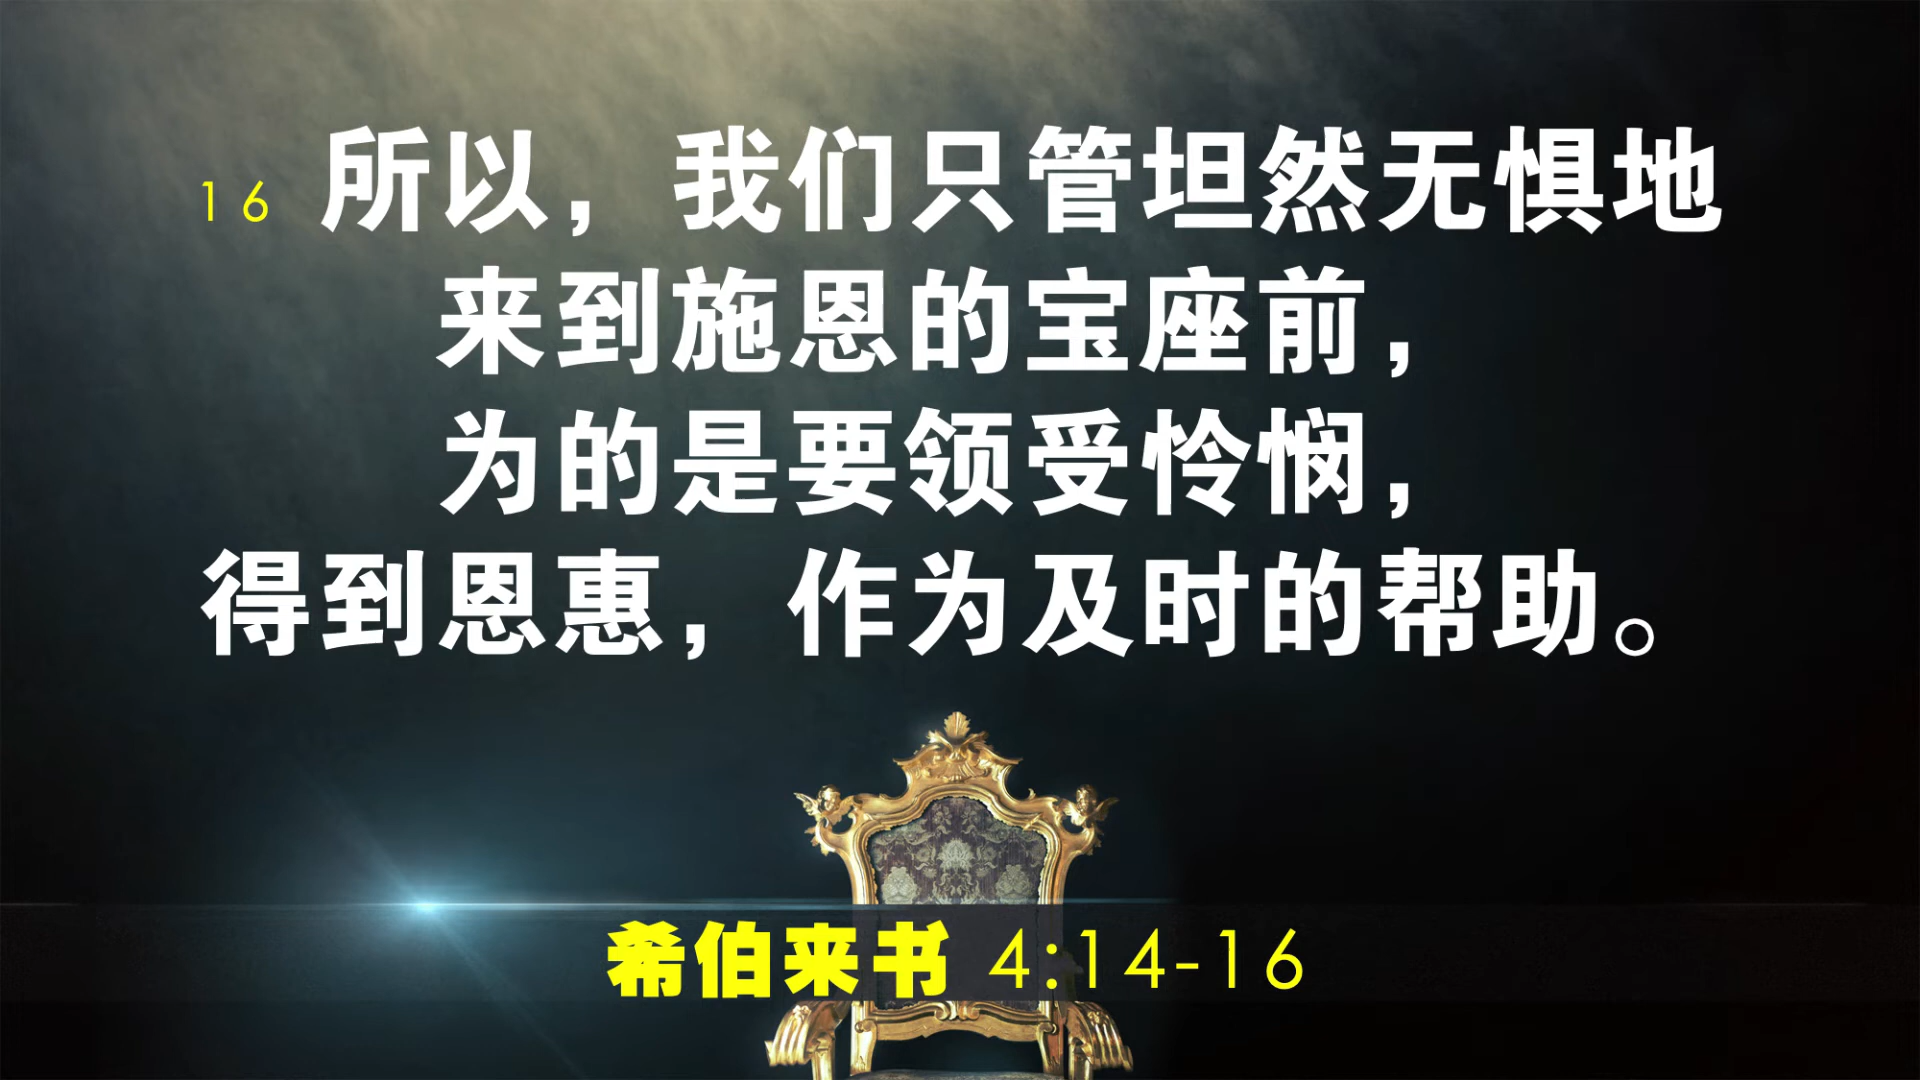 16 所以，我们只管坦然无惧地
来到施恩的宝座前，
为的是要领受怜悯，
得到恩惠，作为及时的帮助。
希伯来书 4:14-16